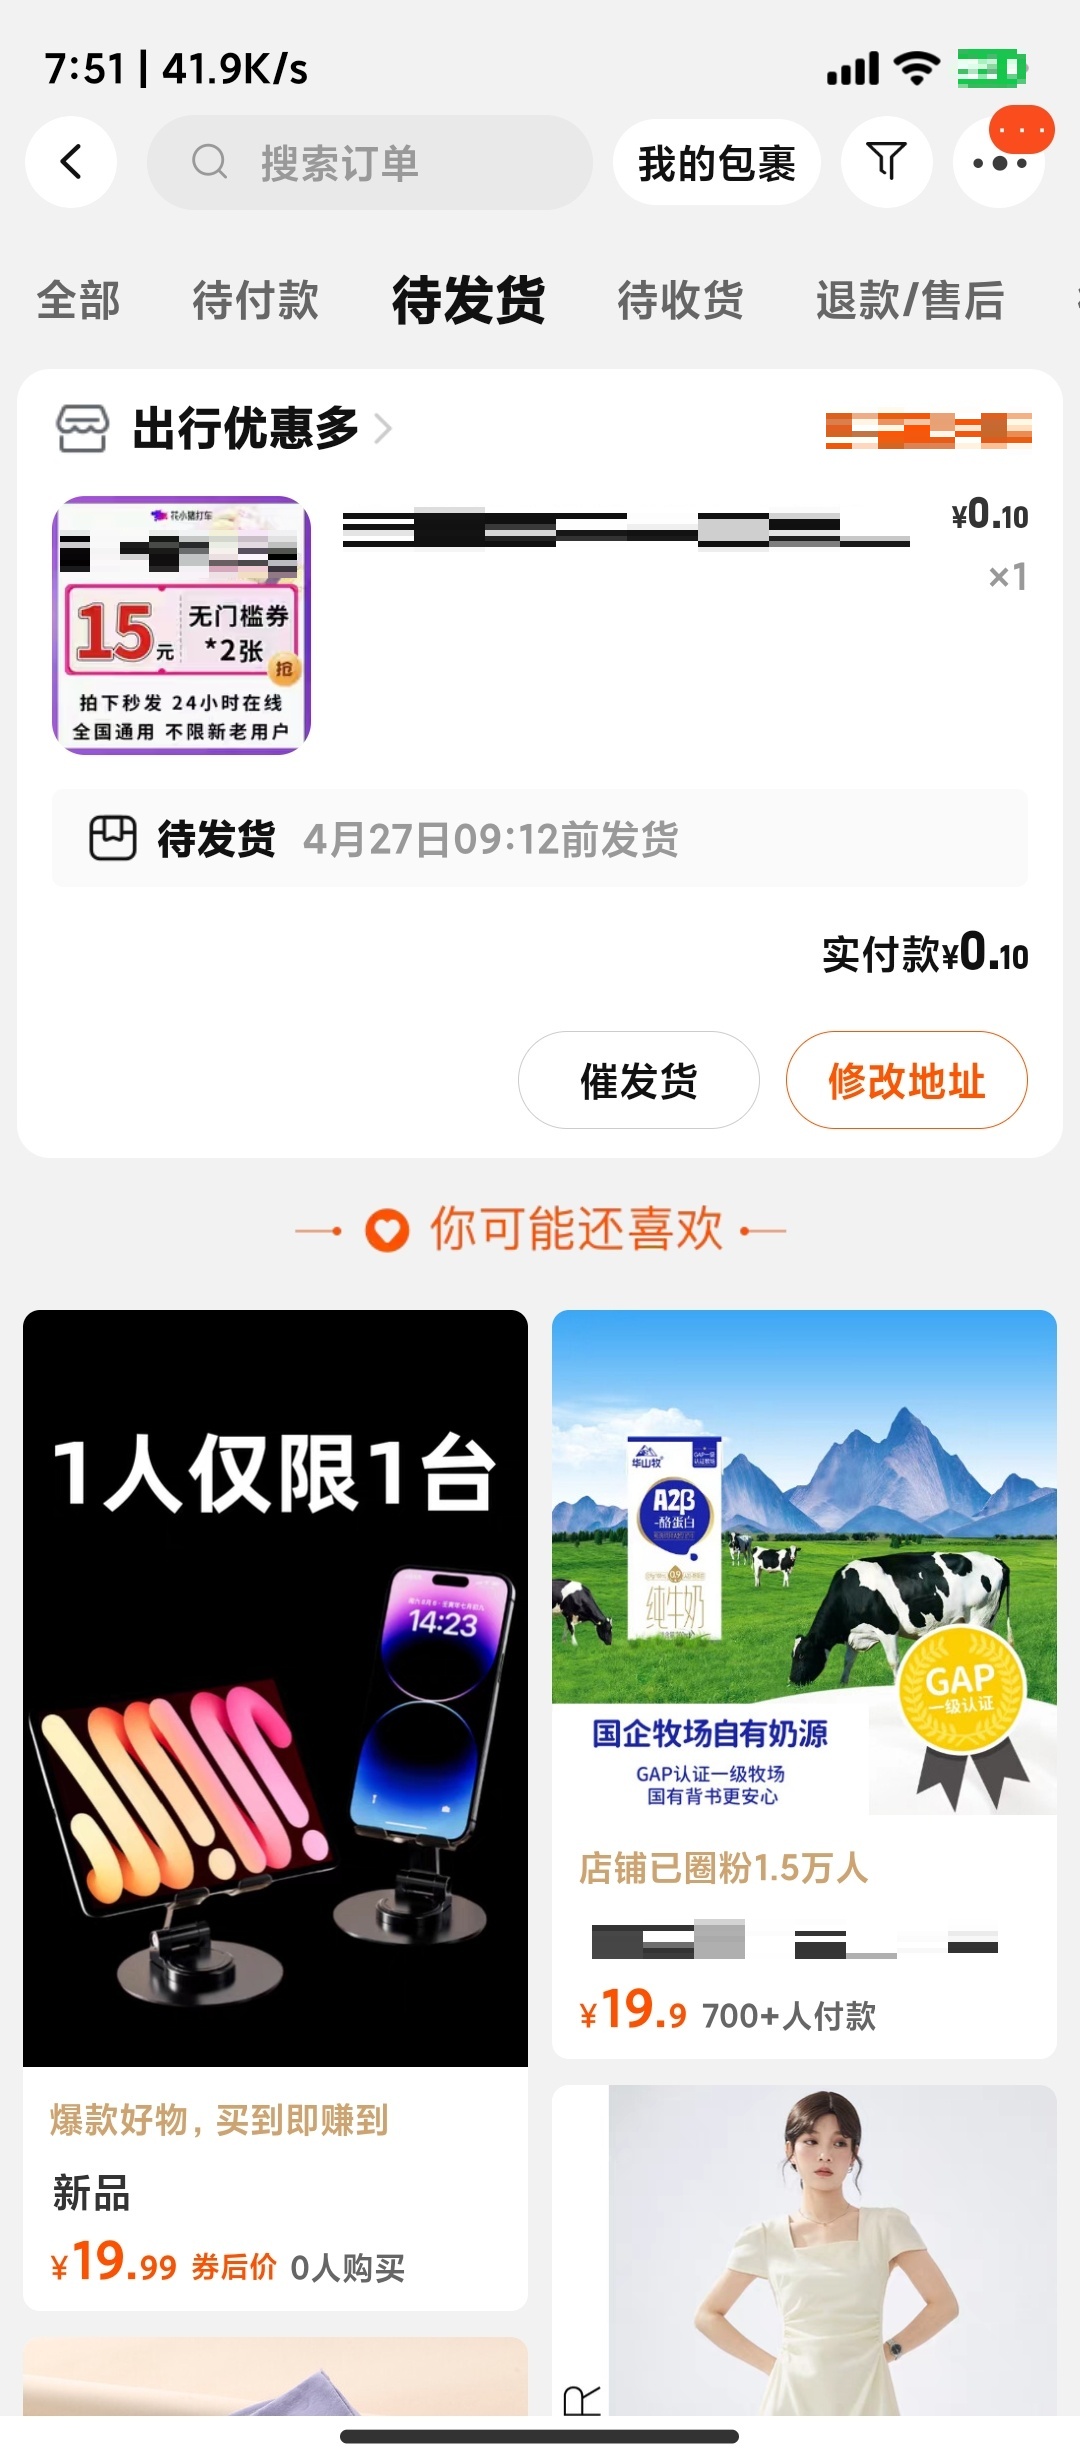 7:51 | 41.9K/s
搜索订单
我的包裹
全部
待付款
待发货
待收货
退款/售后
出行优惠多
¥0.10
×1
花小猪打车
15元
无门槛券
*2张
抢
拍下秒发 24小时在线
全国通用 不限新老用户
待发货 4月27日09:12前发货
实付款¥0.10
催发货
修改地址
你可能还喜欢
1人仅限1台
14:23
爆款好物，买到即赚到
新品
¥19.99 券后价 0人购买
华山牧
A2β
-酪蛋白
纯牛奶
GAP
一级认证
国企牧场自有奶源
GAP认证一级牧场
国有背书更安心
店铺已圈粉1.5万人
¥19.9 700+人付款
R